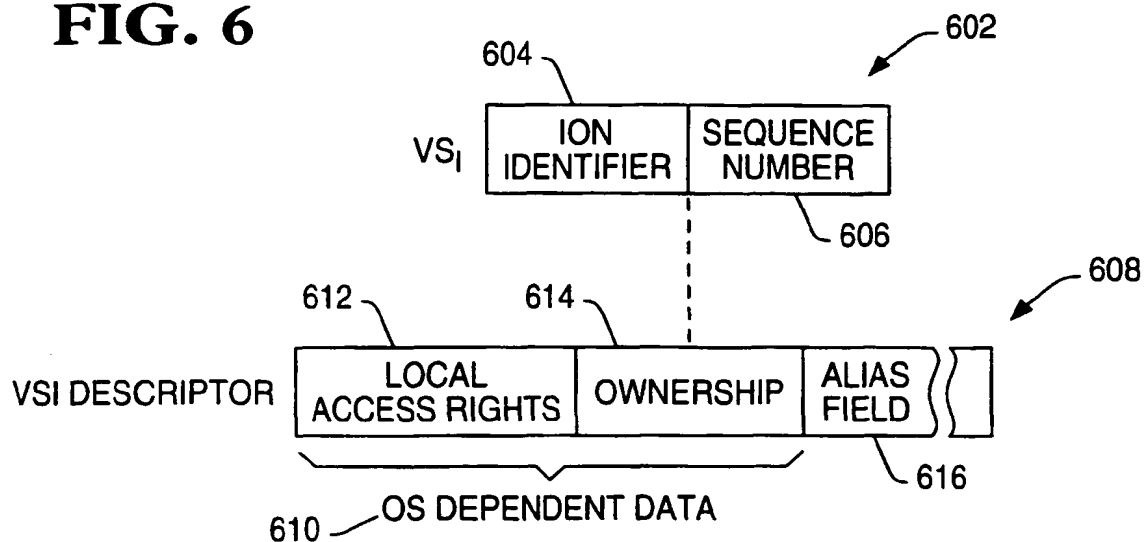 FIG. 6
602
604
VSI
ION
IDENTIFIER
SEQUENCE
NUMBER
606
608
612
614
VSI DESCRIPTOR
LOCAL
ACCESS RIGHTS
OWNERSHIP
ALIAS
FIELD
616
610
OS DEPENDENT DATA